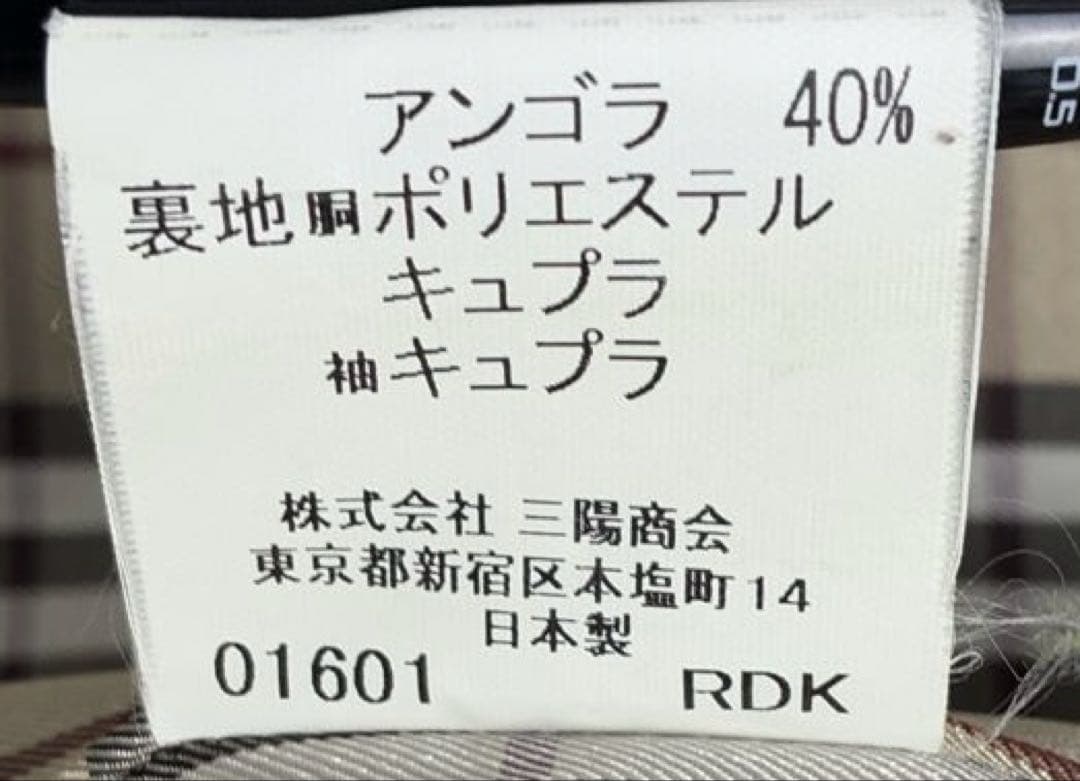 アンゴラ 40%
裏地 胴 ポリエステル
キュプラ
袖 キュプラ
株式会社 三陽商会
東京都新宿区本塩町14
日本製
01601 RDK
0.5